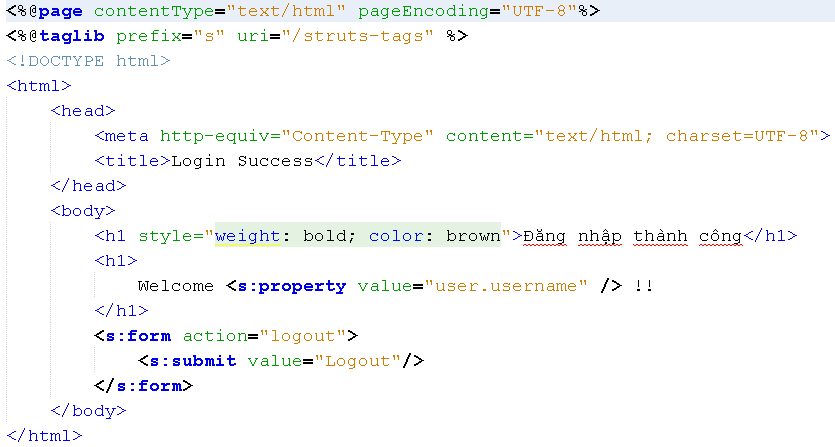 <%@page contentType="text/html" pageEncoding="UTF-8"%>
<%@taglib prefix="s" uri="/struts-tags" %>
<!DOCTYPE html>
<html>
    <head>
        <meta http-equiv="Content-Type" content="text/html; charset=UTF-8">
        <title>Login Success</title>
    </head>
    <body>
        <h1 style="weight: bold; color: brown">Đăng nhập thành công</h1>
        <h1>
            Welcome <s:property value="user.username" /> !!
        </h1>
        <s:form action="logout">
            <s:submit value="Logout"/>
        </s:form>
    </body>
</html>